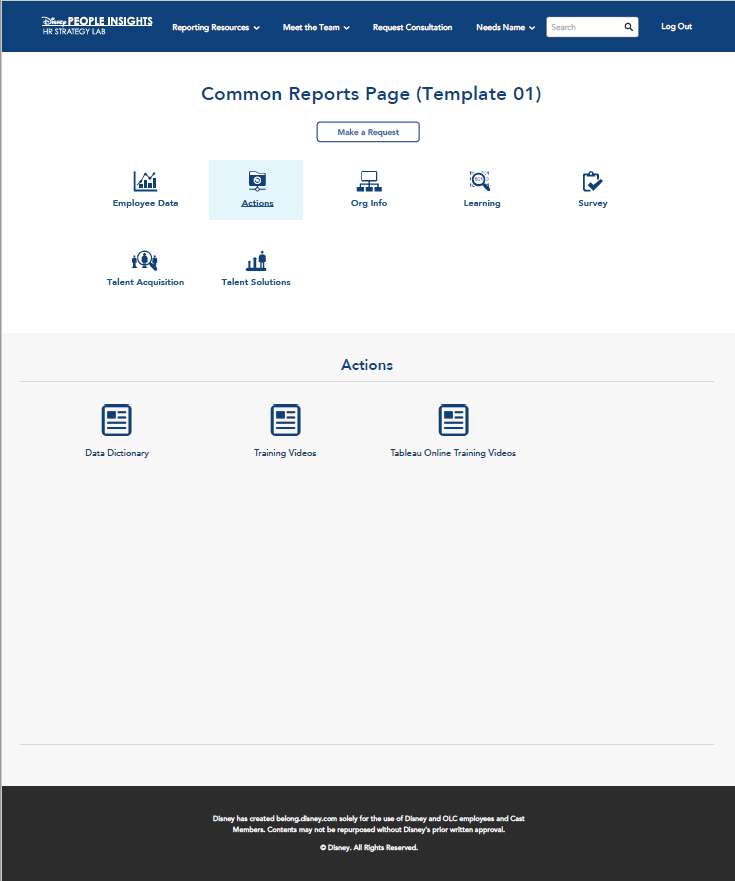 Disney PEOPLE INSIGHTS
HR STRATEGY LAB
Reporting Resources
Meet the Team
Request Consultation
Needs Name
Search
Log Out
Common Reports Page (Template 01)
Make a Request
Employee Data
Actions
Org Info
Learning
Survey
Talent Acquisition
Talent Solutions
Actions
Data Dictionary
Training Videos
Tableau Online Training Videos
Disney has created belong.disney.com solely for the use of Disney and OLC employees and Cast
Members. Contents may not be repurposed without Disney's prior written approval.
© Disney. All Rights Reserved.